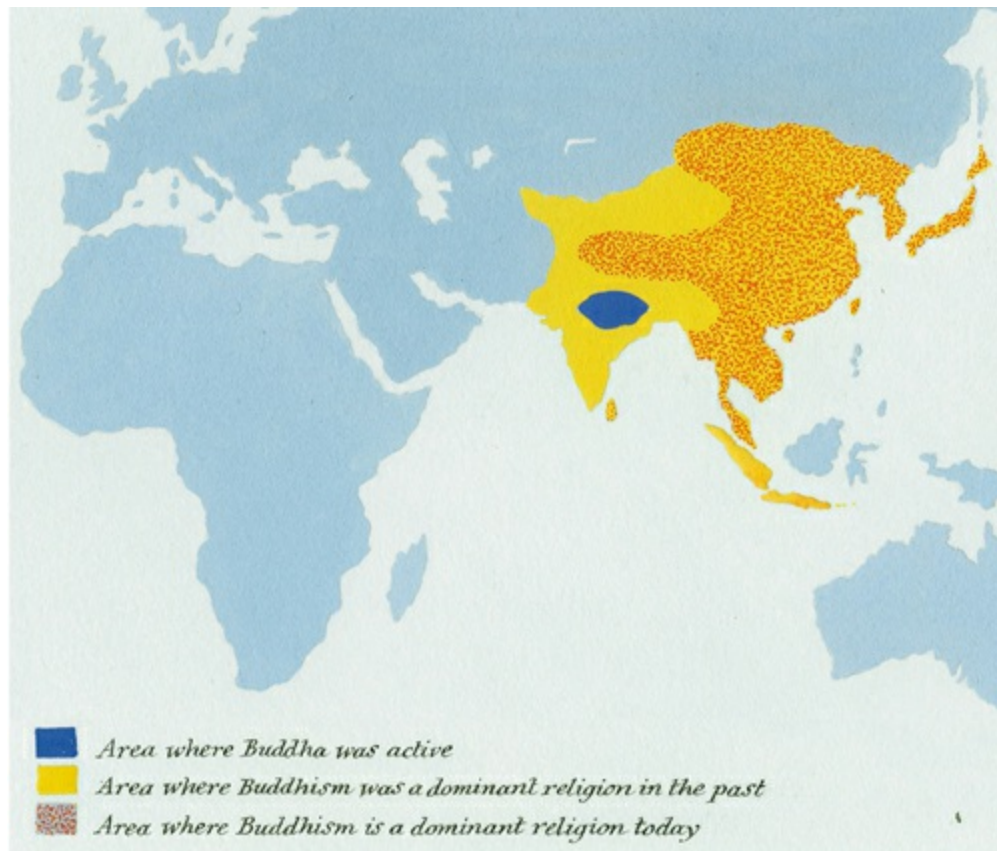 Area where Buddha was active
Area where Buddhism was a dominant religion in the past
Area where Buddhism is a dominant religion today